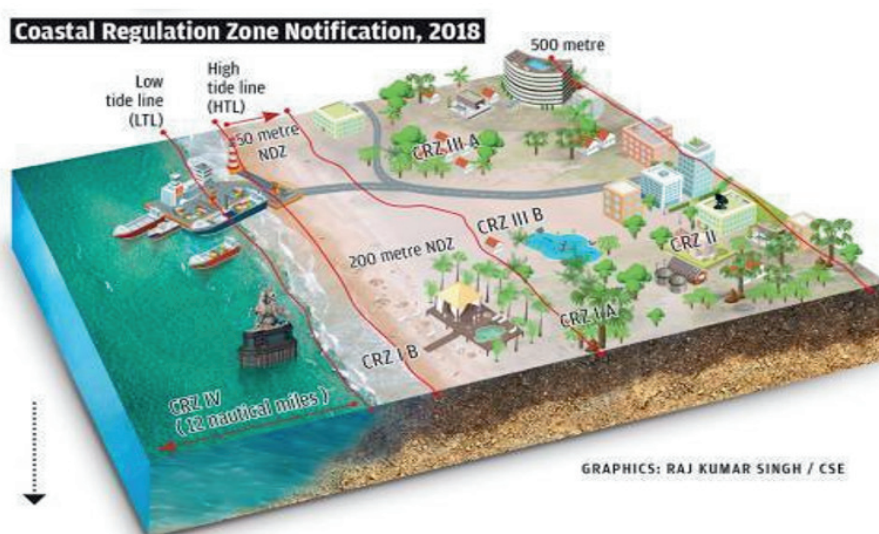 Coastal Regulation Zone Notification, 2018
500 metre
Low
tide line
(LTL)
High
tide line
(HTL)
50 metre
NDZ
CRZ III A
CRZ III B
200 metre NDZ
CRZ II
CRZ I A
CRZ I B
CRZ IV
(12 nautical miles)
GRAPHICS: RAJ KUMAR SINGH / CSE